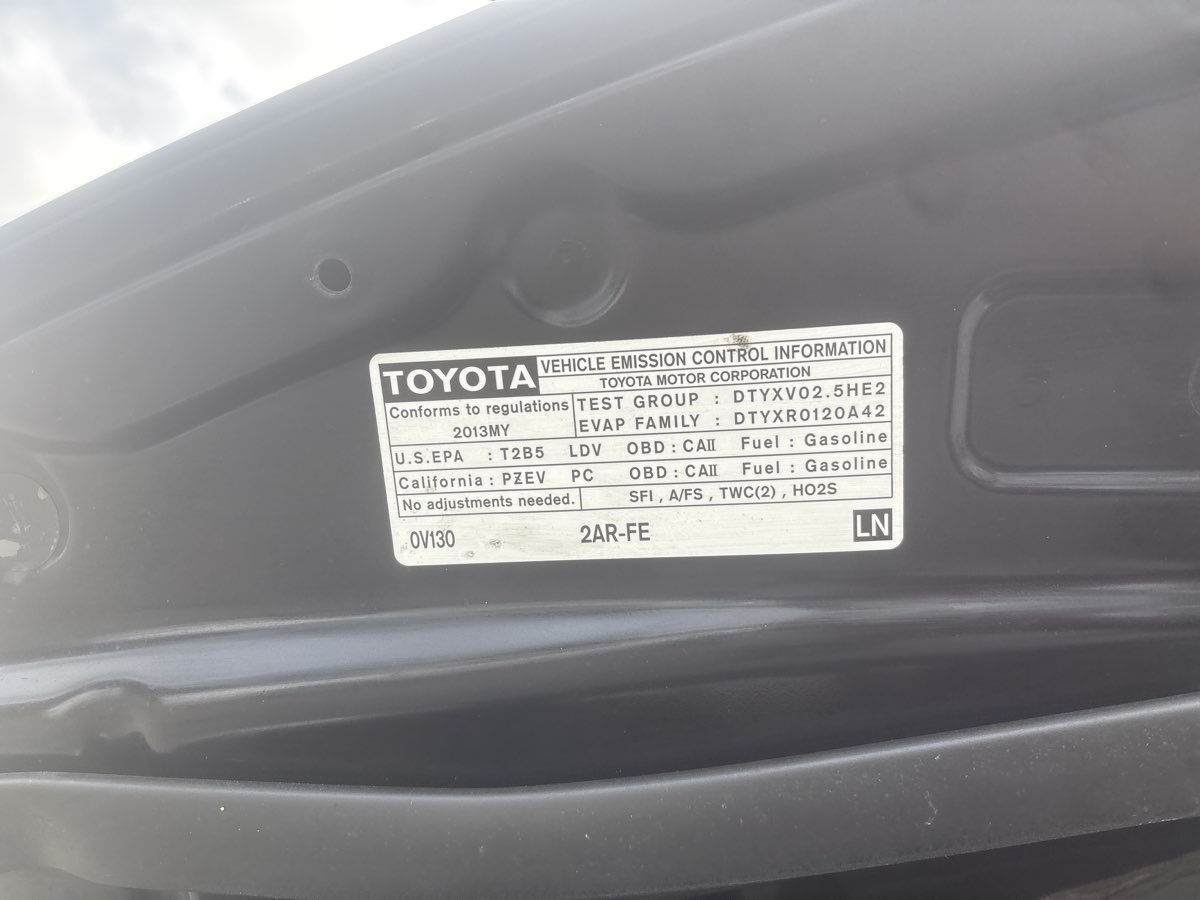 TOYOTA VEHICLE EMISSION CONTROL INFORMATION
TOYOTA MOTOR CORPORATION
Conforms to regulations
2013MY
TEST GROUP : DTYXV02.5HE2
EVAP FAMILY : DTYXR0120A42
U.S.EPA : T2B5 LDV OBD : CAII Fuel : Gasoline
California : PZEV PC OBD : CAII Fuel : Gasoline
No adjustments needed. SFI , A/FS , TWC(2) , HO2S
0V130 2AR-FE LN